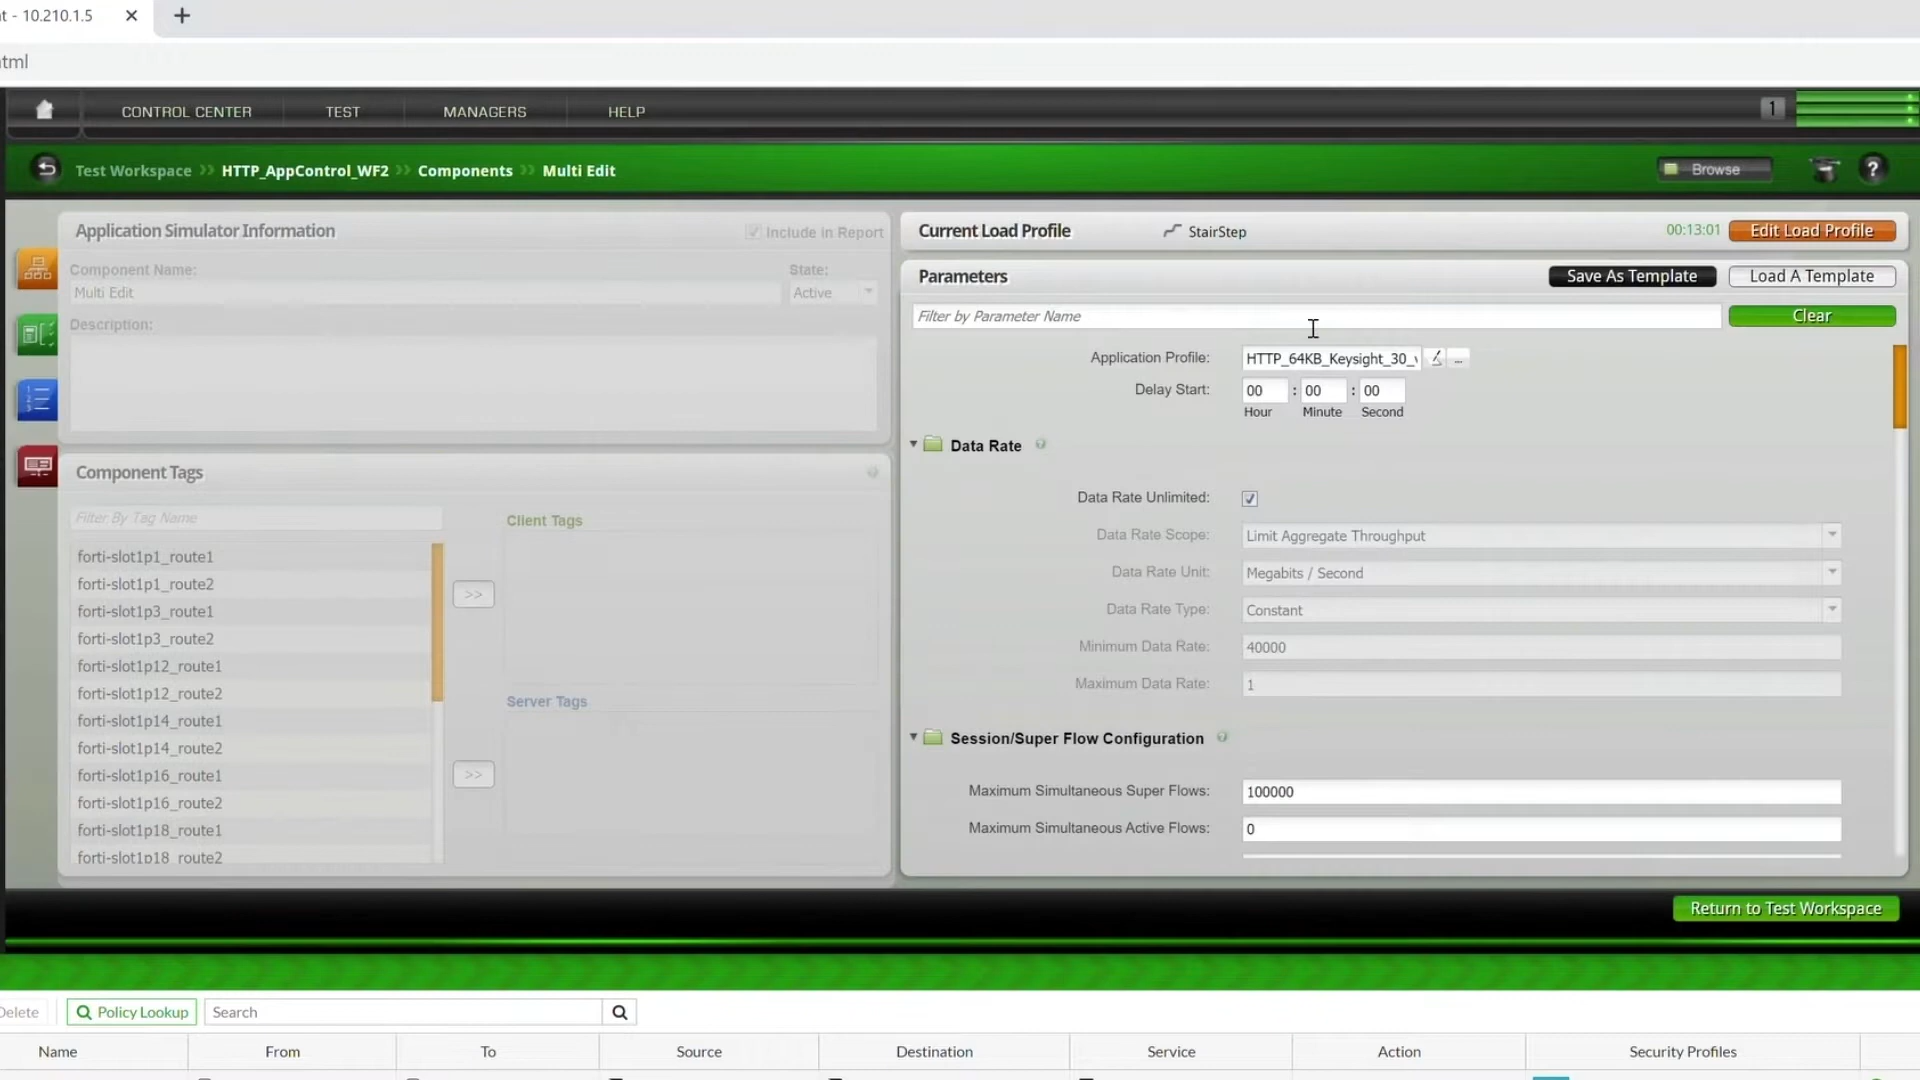 t - 10.210.1.5
tml
CONTROL CENTER
TEST
MANAGERS
HELP
1
Test Workspace >> HTTP_AppControl_WF2 >> Components >> Multi Edit
Browse
?
Application Simulator Information
Include in Report
Component Name:
State:
Multi Edit
Active
Description:
Component Tags
Filter By Tag Name
forti-slot1p1_route1
forti-slot1p1_route2
forti-slot1p3_route1
forti-slot1p3_route2
forti-slot1p12_route1
forti-slot1p12_route2
forti-slot1p14_route1
forti-slot1p14_route2
forti-slot1p16_route1
forti-slot1p16_route2
forti-slot1p18_route1
forti-slot1p18_route2
>>
>>
Client Tags
Server Tags
Current Load Profile
StairStep
00:13:01
Edit Load Profile
Parameters
Save As Template
Load A Template
Filter by Parameter Name
Clear
Application Profile: HTTP_64KB_Keysight_30_ ...
Delay Start: 00 : 00 : 00
Hour Minute Second
Data Rate
Data Rate Unlimited:
Data Rate Scope: Limit Aggregate Throughput
Data Rate Unit: Megabits / Second
Data Rate Type: Constant
Minimum Data Rate: 40000
Maximum Data Rate: 1
Session/Super Flow Configuration
Maximum Simultaneous Super Flows: 100000
Maximum Simultaneous Active Flows: 0
Return to Test Workspace
Delete
Policy Lookup
Search
Name From To Source Destination Service Action Security Profiles